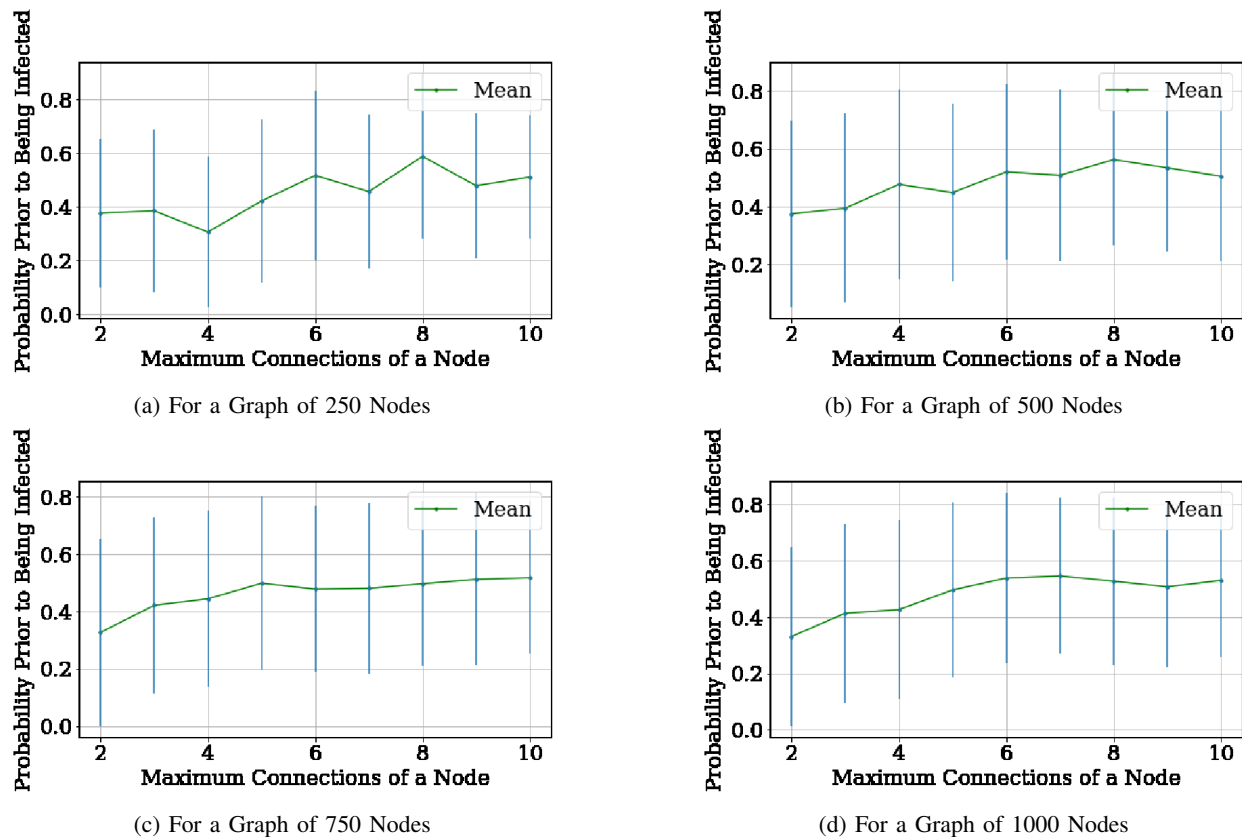 Probability Prior to Being Infected
0.8
0.6
0.4
0.2
0.0
Mean
2 4 6 8 10
Maximum Connections of a Node
(a) For a Graph of 250 Nodes
Probability Prior to Being Infected
0.8
0.6
0.4
0.2
Mean
2 4 6 8 10
Maximum Connections of a Node
(b) For a Graph of 500 Nodes
Probability Prior to Being Infected
0.8
0.6
0.4
0.2
0.0
Mean
2 4 6 8 10
Maximum Connections of a Node
(c) For a Graph of 750 Nodes
Probability Prior to Being Infected
0.8
0.6
0.4
0.2
0.0
Mean
2 4 6 8 10
Maximum Connections of a Node
(d) For a Graph of 1000 Nodes